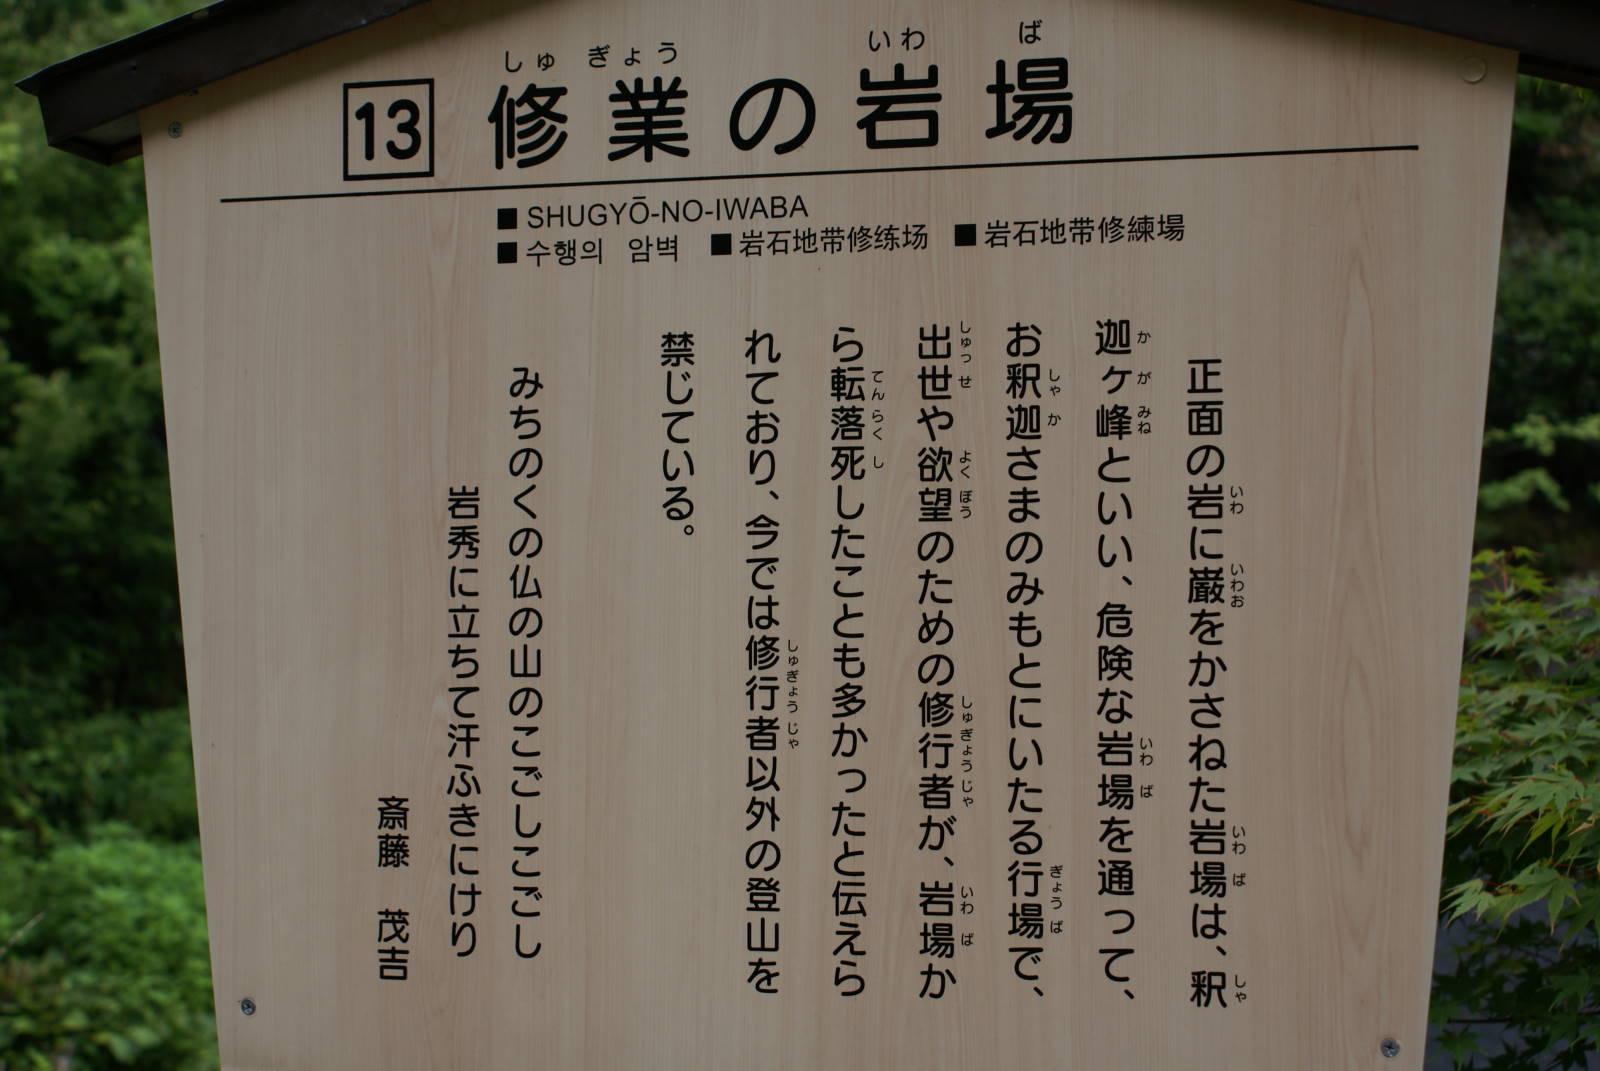 13 修業の岩場
しゅ ぎょう いわ ば
■ SHUGYŌ-NO-IWABA
■ 수행의 암벽 ■ 岩石地带修练场 ■ 岩石地帯修練場
正面の岩に巌をかさねた岩場は、釈
迦ヶ峰といい、危険な岩場を通って、
お釈迦さまのみもとにいたる行場で、
出世や欲望のための修行者が、岩場か
ら転落死したことも多かったと伝えら
れており、今では修行者以外の登山を
禁じている。
みちのくの仏の山のこごしこごし
岩秀に立ちて汗ふきにけり
斎藤 茂吉